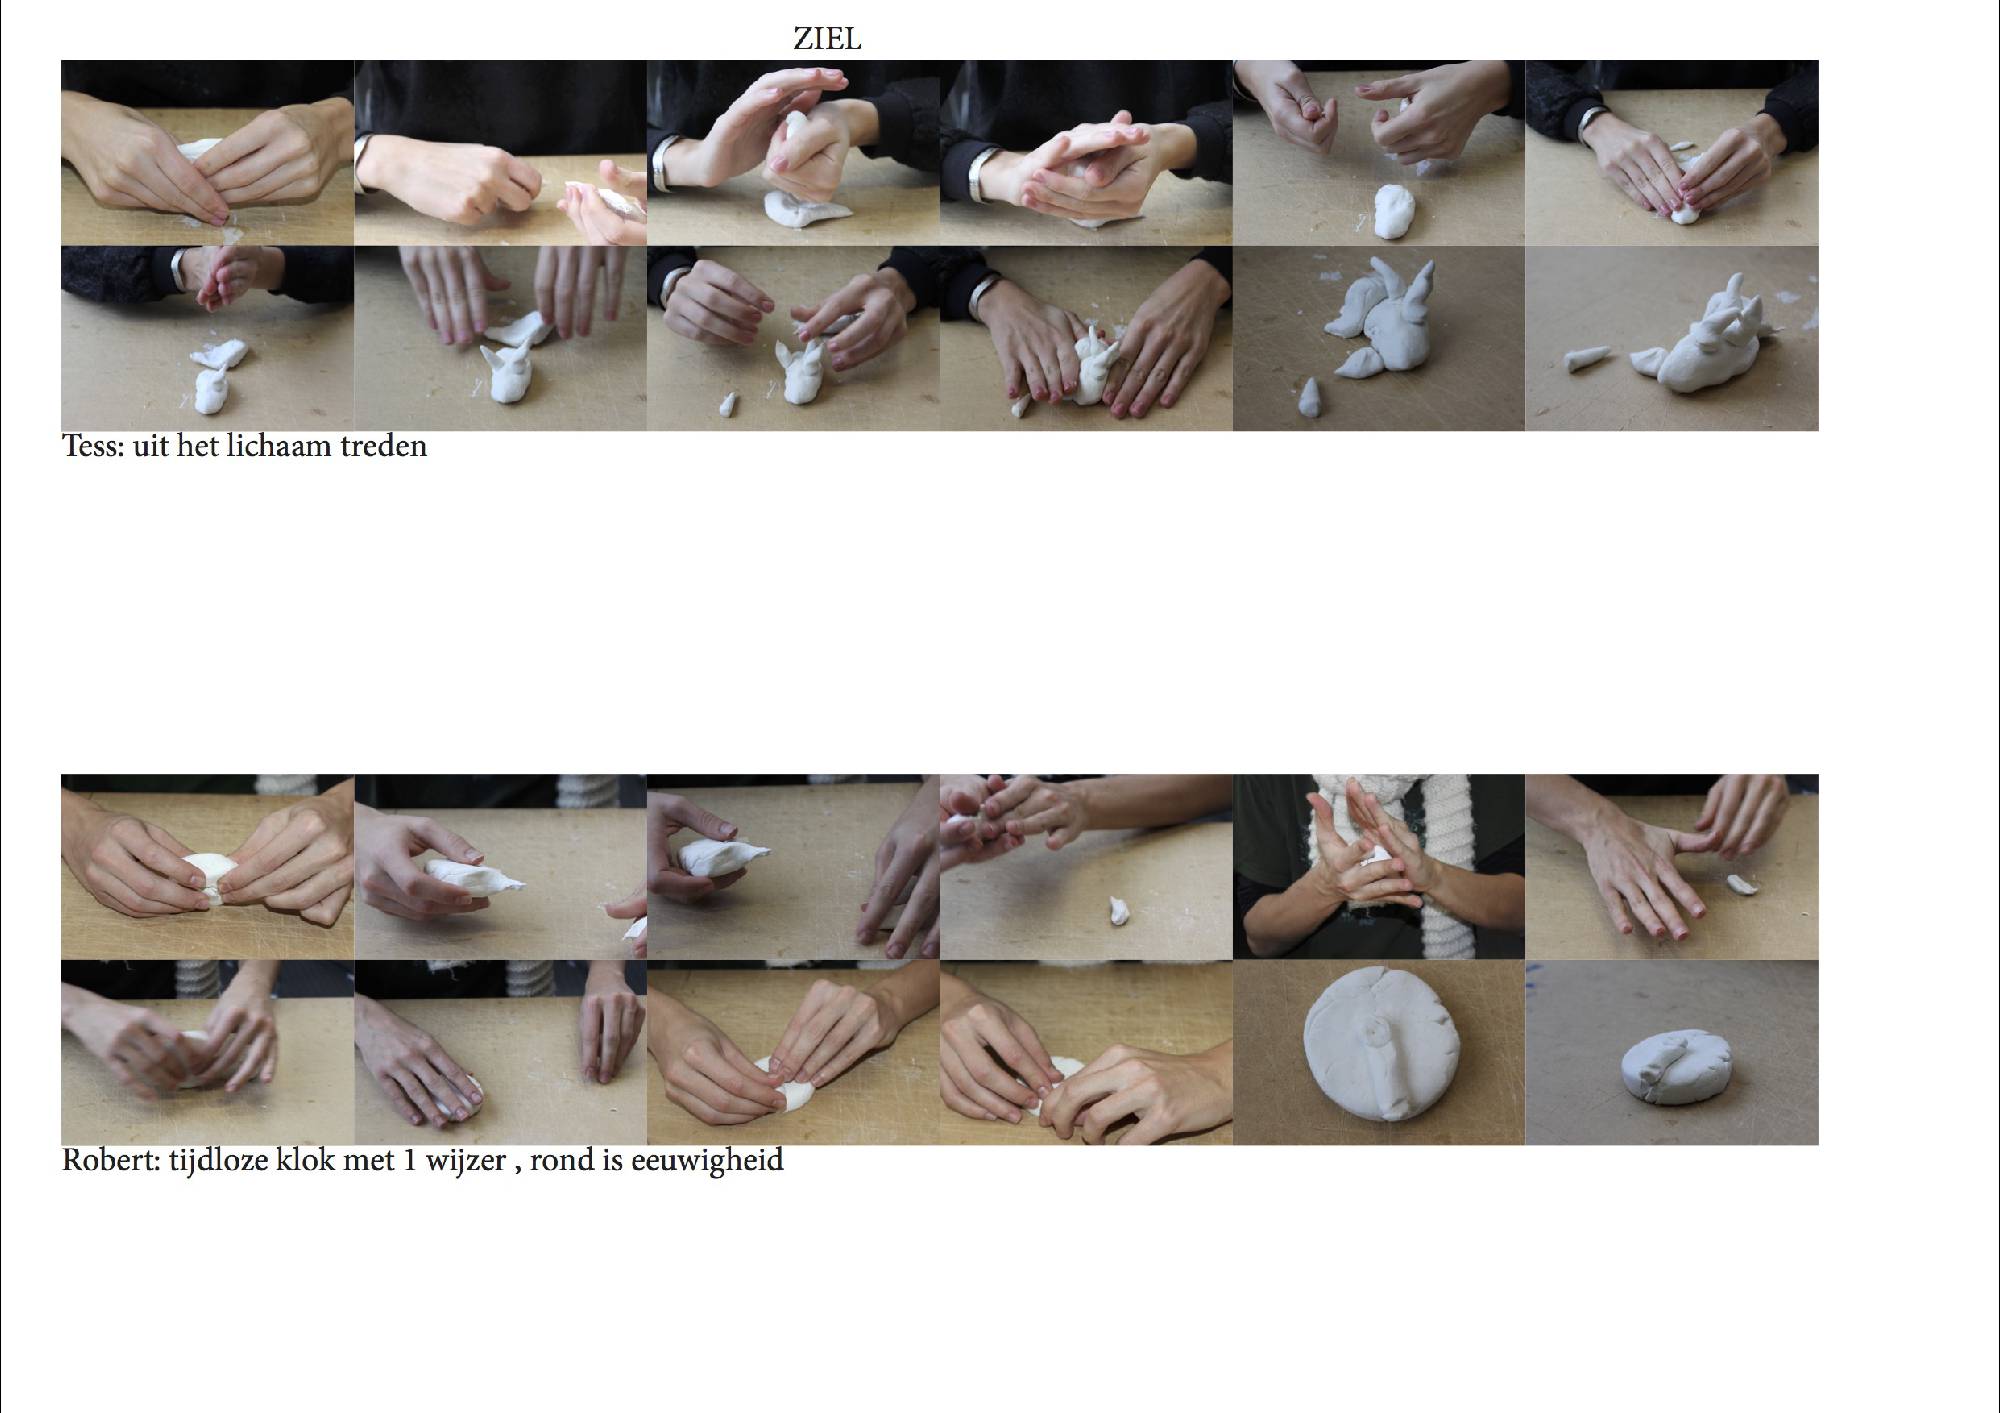 ZIEL
Tess: uit het lichaam treden
Robert: tijdloze klok met 1 wijzer , rond is eeuwigheid